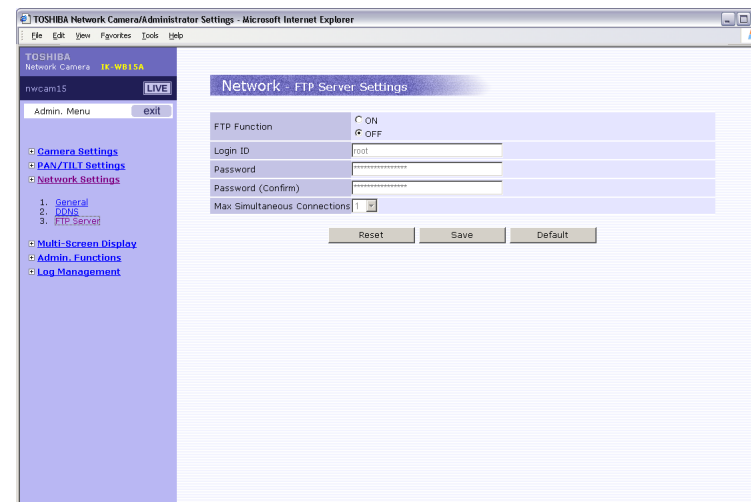 TOSHIBA Network Camera/Administrator Settings - Microsoft Internet Explorer
File Edit View Favorites Tools Help
TOSHIBA
Network Camera IK-WB15A
nwcam15 LIVE
Admin. Menu exit
Camera Settings
PAN/TILT Settings
Network Settings
1. General
2. DDNS
3. FTP Server
Multi-Screen Display
Admin. Functions
Log Management
Network - FTP Server Settings
FTP Function
ON
OFF
Login ID root
Password ***************
Password (Confirm) ***************
Max Simultaneous Connections 1
Reset Save Default